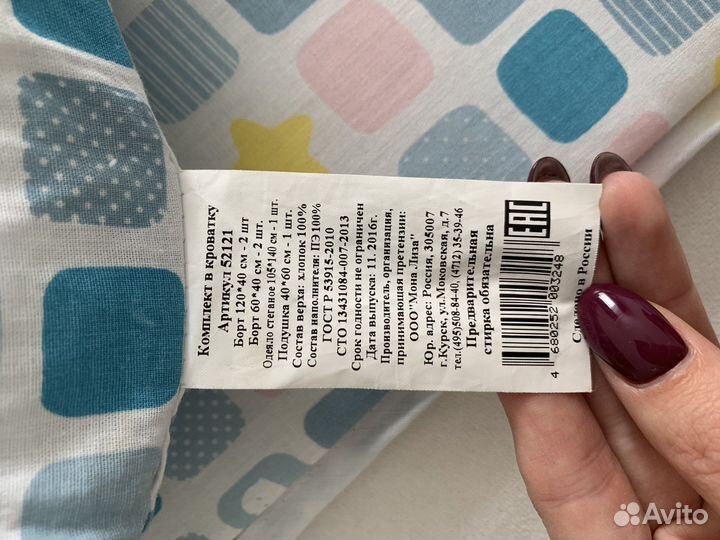 Комплект в кроватку
Артикул 52121
Борт 120*40 см - 2 шт
Борт 60*40 см - 2 шт.
Одеяло стеганое 105*140 см - 1 шт.
Подушка 40*60 см - 1 шт.
Состав верха: хлопок 100%
Состав наполнителя: ПЭ 100%
ГОСТ Р 53915-2010
СТО 13431084-007-2013
Срок годности не ограничен
Дата выпуска: 11. 2016г.
Производитель, организация,
принимающая претензии:
ООО"Мона Лиза"
Юр. адрес: Россия, 305007
г.Курск, ул.Моковская, д.7
тел.(495)508-84-40, (4712) 35-39-46
Предварительная
стирка обязательна
ЕАС
4 680252 003248
в России
Avito